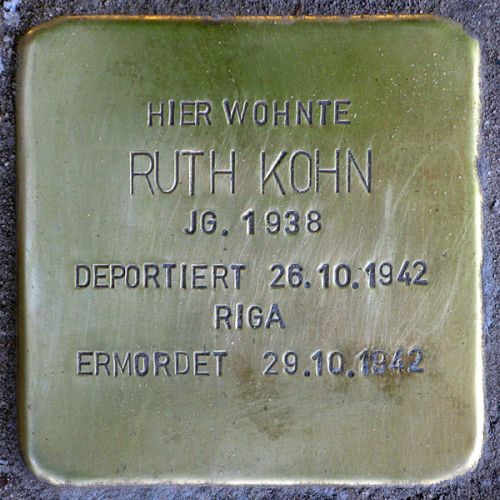 HIER WOHNTE
RUTH KOHN
JG. 1938
DEPORTIERT 26.10.1942
RIGA
ERMORDET 29.10.1942